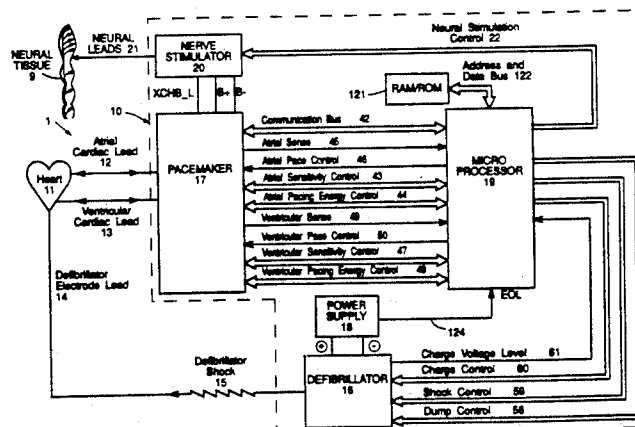 NEURAL
TISSUE
9
NEURAL
LEADS 21
NERVE
STIMULATOR
20
Neural Stimulation
Control 22
Address and
Data Bus 122
121
RAM/ROM
XCHB_L
B+
B-
1
10
Atrial
Cardiac Lead
12
Heart
11
Ventricular
Cardiac Lead
13
PACEMAKER
17
Communication Bus 42
Atrial Sense 45
Atrial Pace Control 46
Atrial Sensitivity Control 43
Atrial Pacing Energy Control 44
Ventricular Sense 49
Ventricular Pace Control 50
Ventricular Sensitivity Control 47
Ventricular Pacing Energy Control 48
MICRO
PROCESSOR
19
Defibrillator
Electrode Lead
14
POWER
SUPPLY
18
EOL
124
+
-
Defibrillator
Shock
15
DEFIBRILLATOR
16
Charge Voltage Level 61
Charge Control 60
Shock Control 59
Dump Control 58